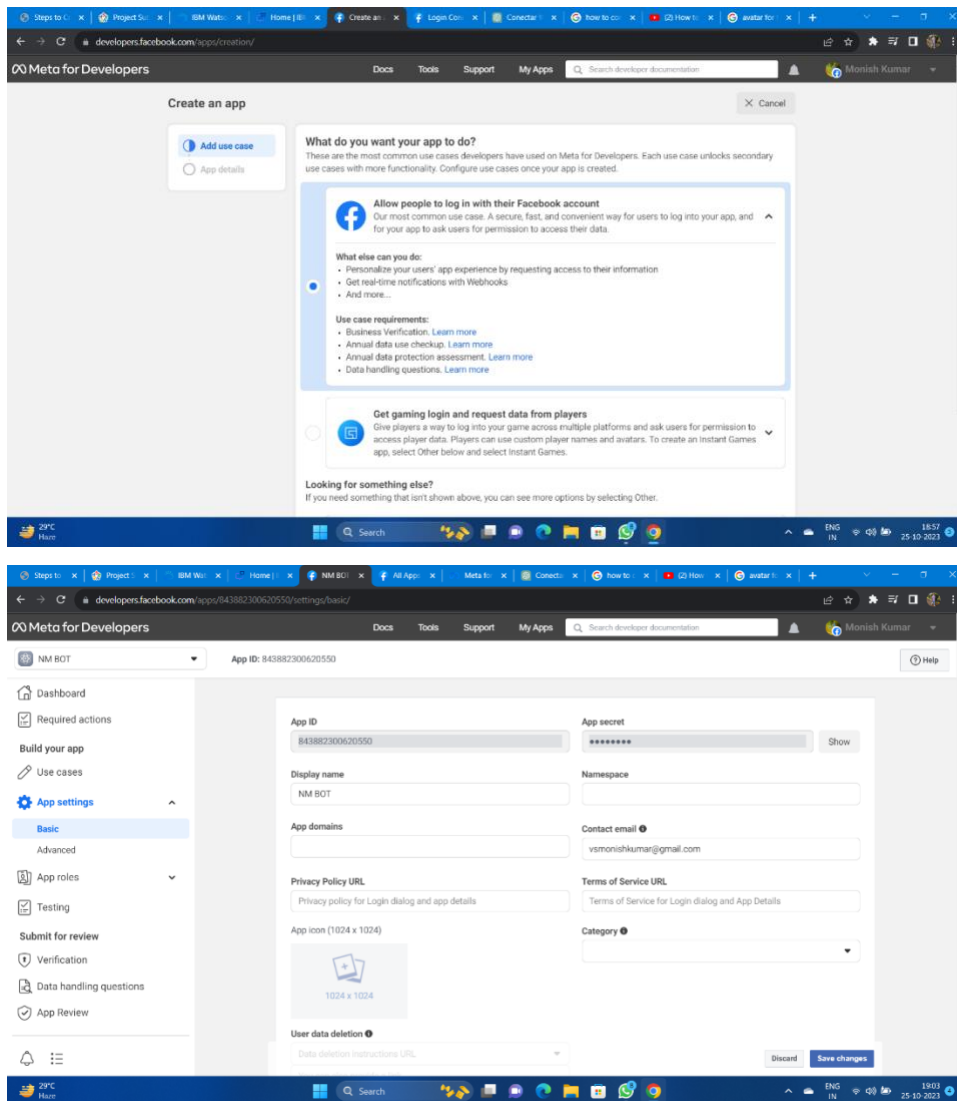 Steps to C
Project Su
IBM Wats
Home | IB
Create an
Login Con
Conectar
how to co
(2) How to
avatar for
developers.facebook.com/apps/creation/
Meta for Developers
Docs
Tools
Support
My Apps
Search developer documentation
Monish Kumar
Create an app
Cancel
Add use case
App details
What do you want your app to do?
These are the most common use cases developers have used on Meta for Developers. Each use case unlocks secondary
use cases with more functionality. Configure use cases once your app is created.
Allow people to log in with their Facebook account
Our most common use case. A secure, fast, and convenient way for users to log into your app, and
for your app to ask users for permission to access their data.
What else can you do:
• Personalize your users' app experience by requesting access to their information
• Get real-time notifications with Webhooks
• And more...
Use case requirements:
• Business Verification. Learn more
• Annual data use checkup. Learn more
• Annual data protection assessment. Learn more
• Data handling questions. Learn more
Get gaming login and request data from players
Give players a way to log into your game across multiple platforms and ask users for permission to
access player data. Players can use custom player names and avatars. To create an Instant Games
app, select Other below and select Instant Games.
Looking for something else?
If you need something that isn't shown above, you can see more options by selecting Other.
29°C
Haze
Search
ENG
IN
18:57
25-10-2023
Steps to
Project S
IBM Wat
Home |
NM BOT
All Apps
Meta for
Conecta
how to
(2) How
avatar f
developers.facebook.com/apps/843882300620550/settings/basic/
Meta for Developers
Docs
Tools
Support
My Apps
Search developer documentation
Monish Kumar
NM BOT
App ID: 843882300620550
Help
Dashboard
Required actions
Build your app
Use cases
App settings
Basic
Advanced
App roles
Testing
Submit for review
Verification
Data handling questions
App Review
App ID
843882300620550
App secret
●●●●●●●●
Show
Display name
NM BOT
Namespace
App domains
Contact email
vsmonishkumar@gmail.com
Privacy Policy URL
Privacy policy for Login dialog and app details
Terms of Service URL
Terms of Service for Login dialog and App Details
App icon (1024 x 1024)
1024 x 1024
Category
User data deletion
Data deletion instructions URL
Discard
Save changes
29°C
Haze
Search
ENG
IN
19:03
25-10-2023